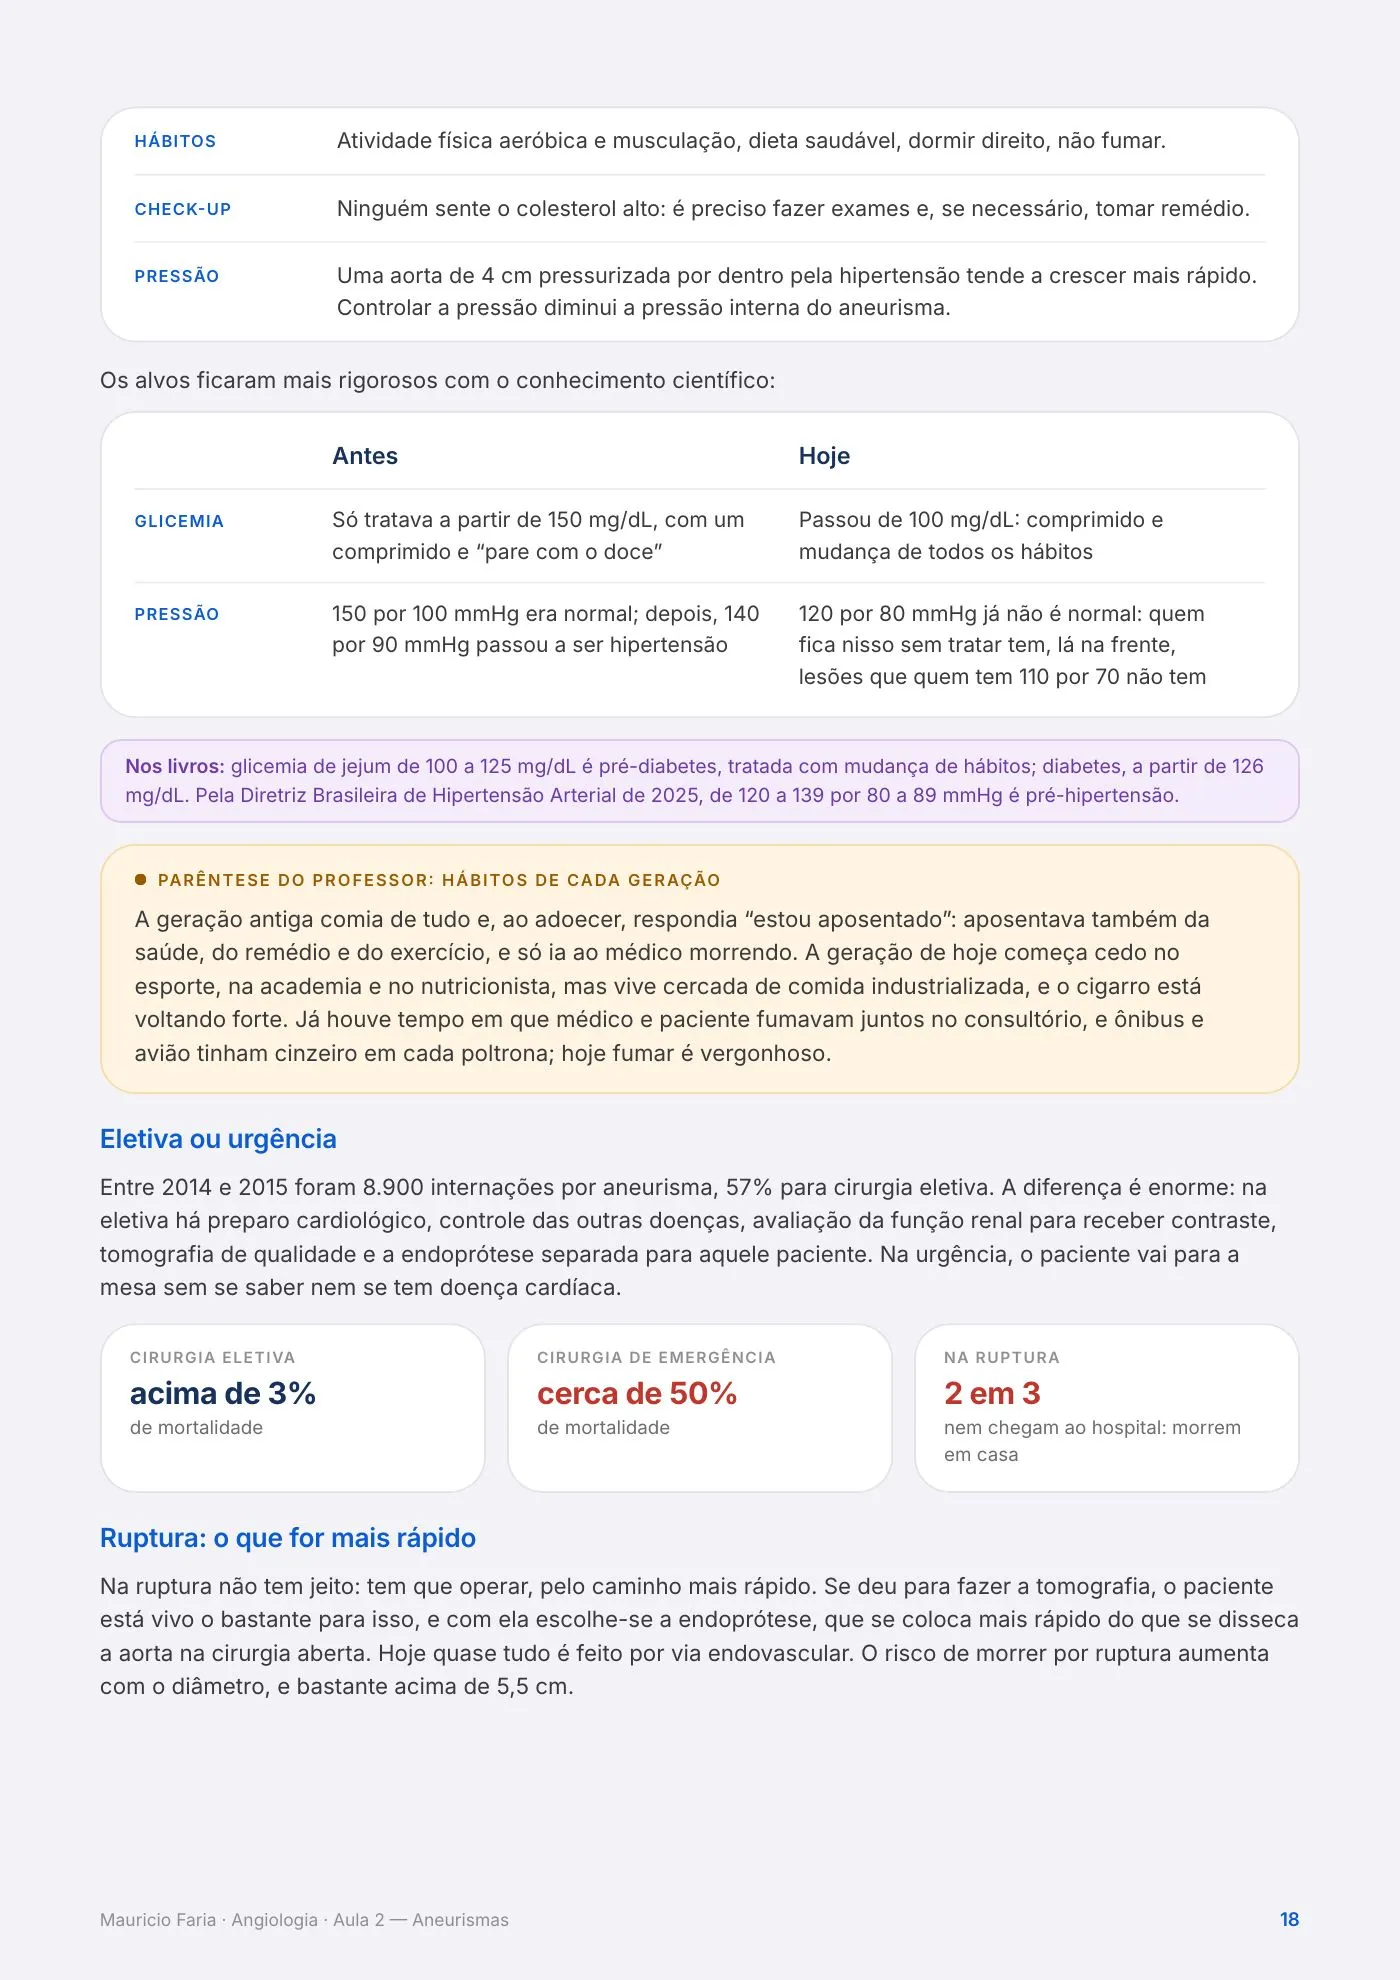 HÁBITOS
Atividade física aeróbica e musculação, dieta saudável, dormir direito, não fumar.
CHECK-UP
Ninguém sente o colesterol alto: é preciso fazer exames e, se necessário, tomar remédio.
PRESSÃO
Uma aorta de 4 cm pressurizada por dentro pela hipertensão tende a crescer mais rápido.
Controlar a pressão diminui a pressão interna do aneurisma.
Os alvos ficaram mais rigorosos com o conhecimento científico:
Antes
Hoje
GLICEMIA
Só tratava a partir de 150 mg/dL, com um
comprimido e “pare com o doce”
Passou de 100 mg/dL: comprimido e
mudança de todos os hábitos
PRESSÃO
150 por 100 mmHg era normal; depois, 140
por 90 mmHg passou a ser hipertensão
120 por 80 mmHg já não é normal: quem
fica nisso sem tratar tem, lá na frente,
lesões que quem tem 110 por 70 não tem
Nos livros: glicemia de jejum de 100 a 125 mg/dL é pré-diabetes, tratada com mudança de hábitos; diabetes, a partir de 126
mg/dL. Pela Diretriz Brasileira de Hipertensão Arterial de 2025, de 120 a 139 por 80 a 89 mmHg é pré-hipertensão.
PARÊNTESE DO PROFESSOR: HÁBITOS DE CADA GERAÇÃO
A geração antiga comia de tudo e, ao adoecer, respondia “estou aposentado”: aposentava também da
saúde, do remédio e do exercício, e só ia ao médico morrendo. A geração de hoje começa cedo no
esporte, na academia e no nutricionista, mas vive cercada de comida industrializada, e o cigarro está
voltando forte. Já houve tempo em que médico e paciente fumavam juntos no consultório, e ônibus e
avião tinham cinzeiro em cada poltrona; hoje fumar é vergonhoso.
Eletiva ou urgência
Entre 2014 e 2015 foram 8.900 internações por aneurisma, 57% para cirurgia eletiva. A diferença é enorme: na
eletiva há preparo cardiológico, controle das outras doenças, avaliação da função renal para receber contraste,
tomografia de qualidade e a endoprótese separada para aquele paciente. Na urgência, o paciente vai para a
mesa sem se saber nem se tem doença cardíaca.
CIRURGIA ELETIVA
acima de 3%
de mortalidade
CIRURGIA DE EMERGÊNCIA
cerca de 50%
de mortalidade
NA RUPTURA
2 em 3
nem chegam ao hospital: morrem
em casa
Ruptura: o que for mais rápido
Na ruptura não tem jeito: tem que operar, pelo caminho mais rápido. Se deu para fazer a tomografia, o paciente
está vivo o bastante para isso, e com ela escolhe-se a endoprótese, que se coloca mais rápido do que se disseca
a aorta na cirurgia aberta. Hoje quase tudo é feito por via endovascular. O risco de morrer por ruptura aumenta
com o diâmetro, e bastante acima de 5,5 cm.
Mauricio Faria · Angiologia · Aula 2 — Aneurismas
18